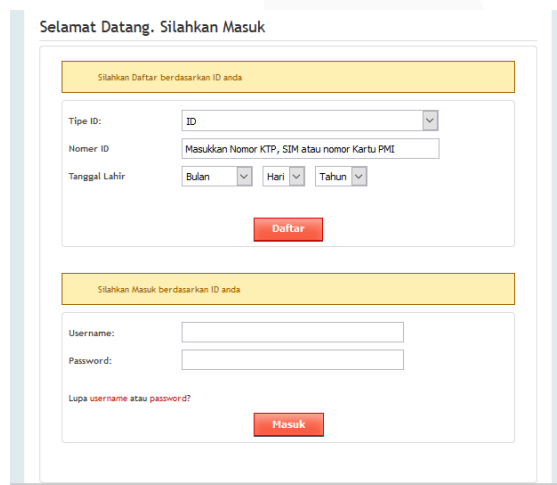 Selamat Datang. Silahkan Masuk
Silahkan Daftar berdasarkan ID anda
Tipe ID: ID
Nomer ID Masukkan Nomor KTP, SIM atau nomor Kartu PMI
Tanggal Lahir Bulan Hari Tahun
Daftar
Silahkan Masuk berdasarkan ID anda
Username:
Password:
Lupa username atau password?
Masuk